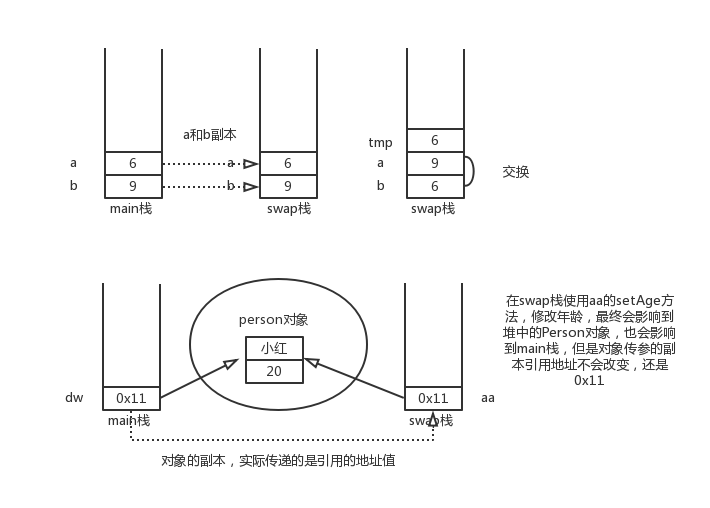 a和b副本
tmp
6
a
6
a
6
a
9
b
9
b
9
b
6
交换
main栈
swap栈
swap栈
在swap栈使用aa的setAge方
法，修改年龄，最终会影响到
堆中的Person对象，也会影响
到main栈，但是对象传参的副
本引用地址不会改变，还是
0x11
person对象
小红
20
dw
0x11
0x11
aa
main栈
swap栈
对象的副本，实际传递的是引用的地址值